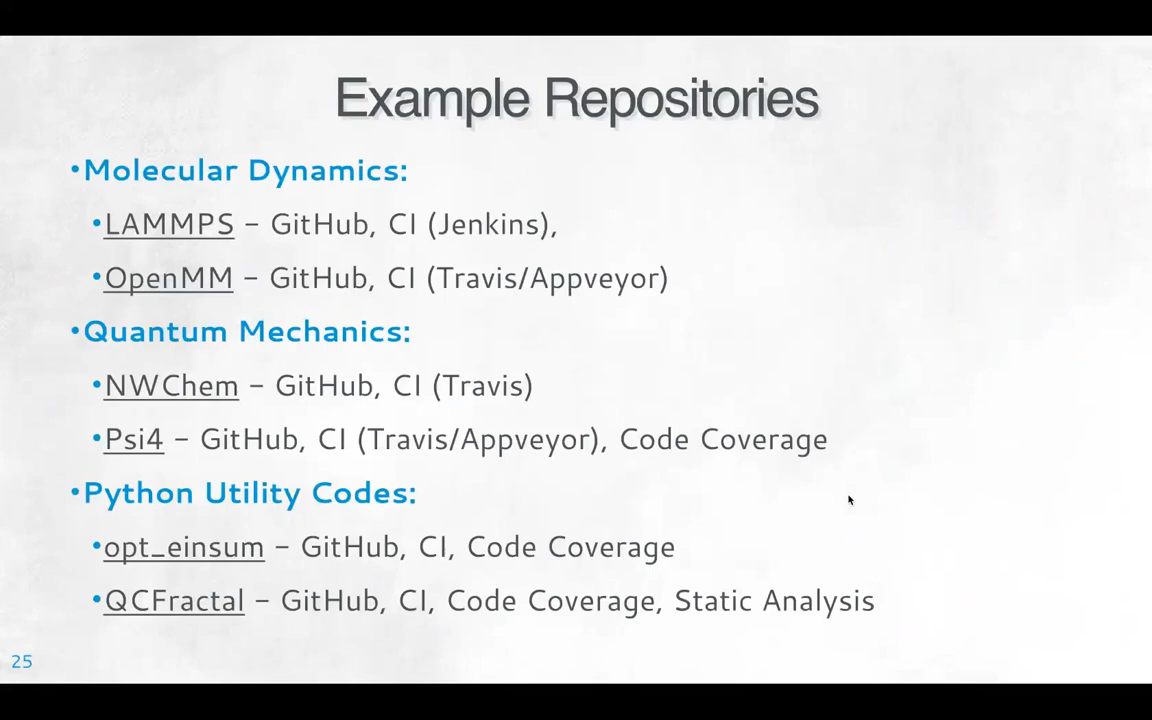 Example Repositories
•Molecular Dynamics:
•LAMMPS – GitHub, CI (Jenkins),
•OpenMM – GitHub, CI (Travis/Appveyor)
•Quantum Mechanics:
•NWChem – GitHub, CI (Travis)
•Psi4 – GitHub, CI (Travis/Appveyor), Code Coverage
•Python Utility Codes:
•opt_einsum – GitHub, CI, Code Coverage
•QCFractal – GitHub, CI, Code Coverage, Static Analysis
25